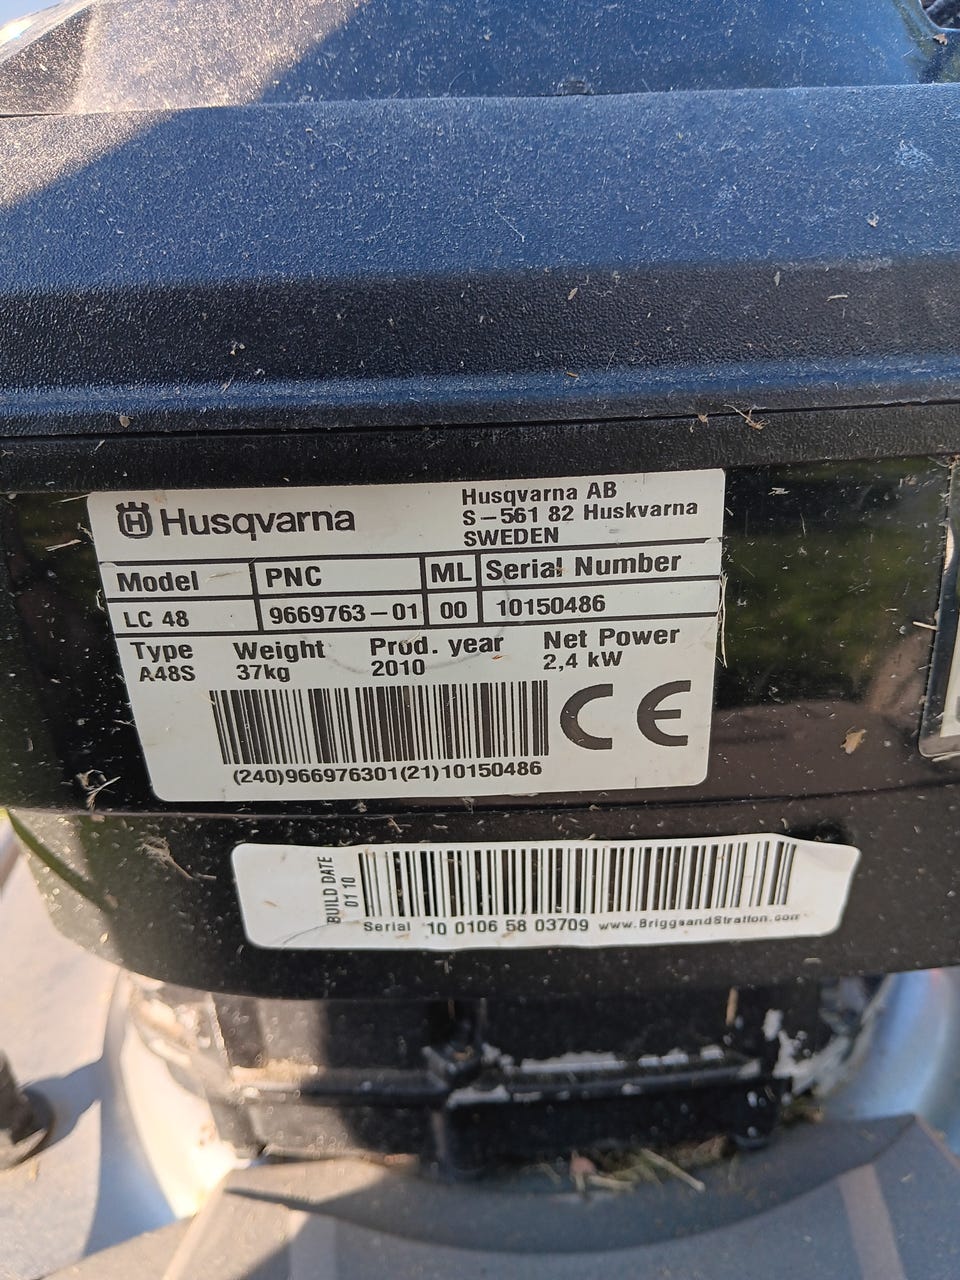 Husqvarna
Husqvarna AB
S-561 82 Huskvarna
SWEDEN
Model PNC ML Serial Number
LC 48 9669763-01 00 10150486
Type Weight Prod. year Net Power
A48S 37kg 2010 2,4 kW
CE
(240)966976301(21)10150486
BUILD DATE
01 10
Serial 10 0106 58 03709 www.BriggsandStratton.com